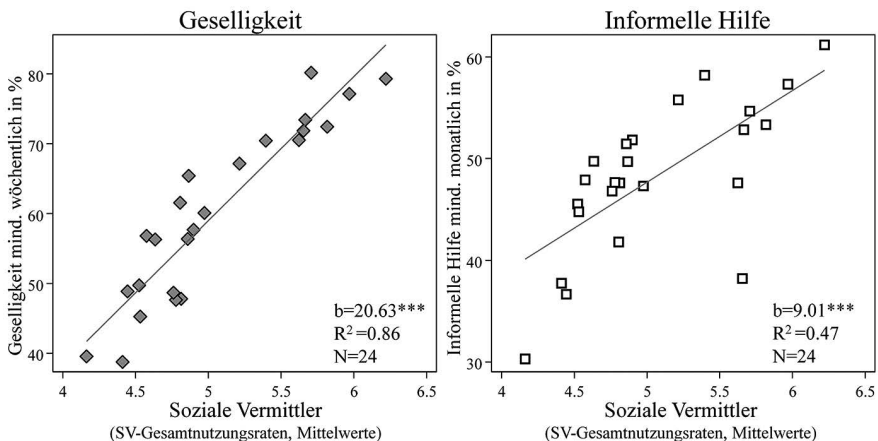 Geselligkeit
Geselligkeit mind. wöchentlich in %
80
70
60
50
40
b=20.63***
R²=0.86
N=24
4 4.5 5 5.5 6 6.5
Soziale Vermittler
(SV-Gesamtnutzungsraten, Mittelwerte)
Informelle Hilfe
Informelle Hilfe mind. monatlich in %
60
50
40
30
b=9.01***
R²=0.47
N=24
4 4.5 5 5.5 6 6.5
Soziale Vermittler
(SV-Gesamtnutzungsraten, Mittelwerte)